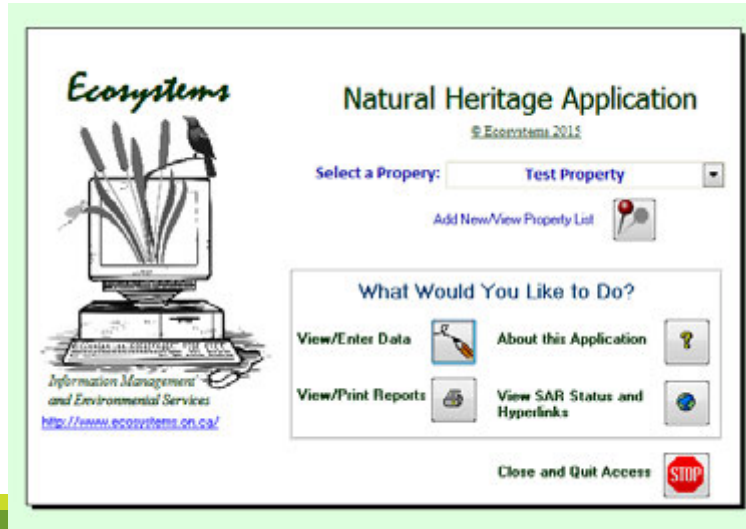 Ecosystems
Natural Heritage Application
© Ecosystems 2015
Select a Propery:
Test Property
Add New/View Property List
What Would You Like to Do?
View/Enter Data
About this Application
?
View/Print Reports
View SAR Status and
Hyperlinks
Information Management
and Environmental Services
http://www.ecosystems.on.ca/
Close and Quit Access
STOP